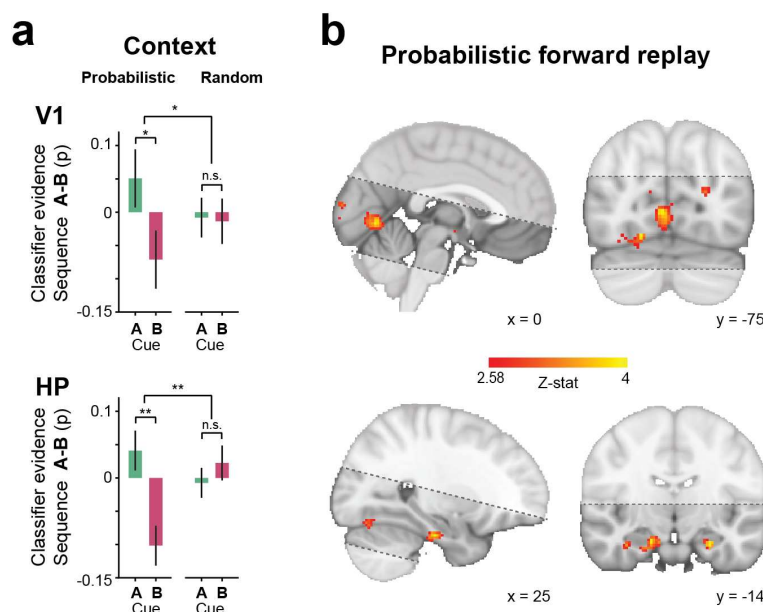 a
Context
Probabilistic Random
V1
Classifier evidence
Sequence A-B (p)
0.1
0
-0.15
*
*
n.s.
A B A B
Cue Cue
HP
Classifier evidence
Sequence A-B (p)
0.1
0
-0.15
**
**
n.s.
A B A B
Cue Cue
b
Probabilistic forward replay
x = 0
y = -75
2.58 Z-stat 4
x = 25
y = -14